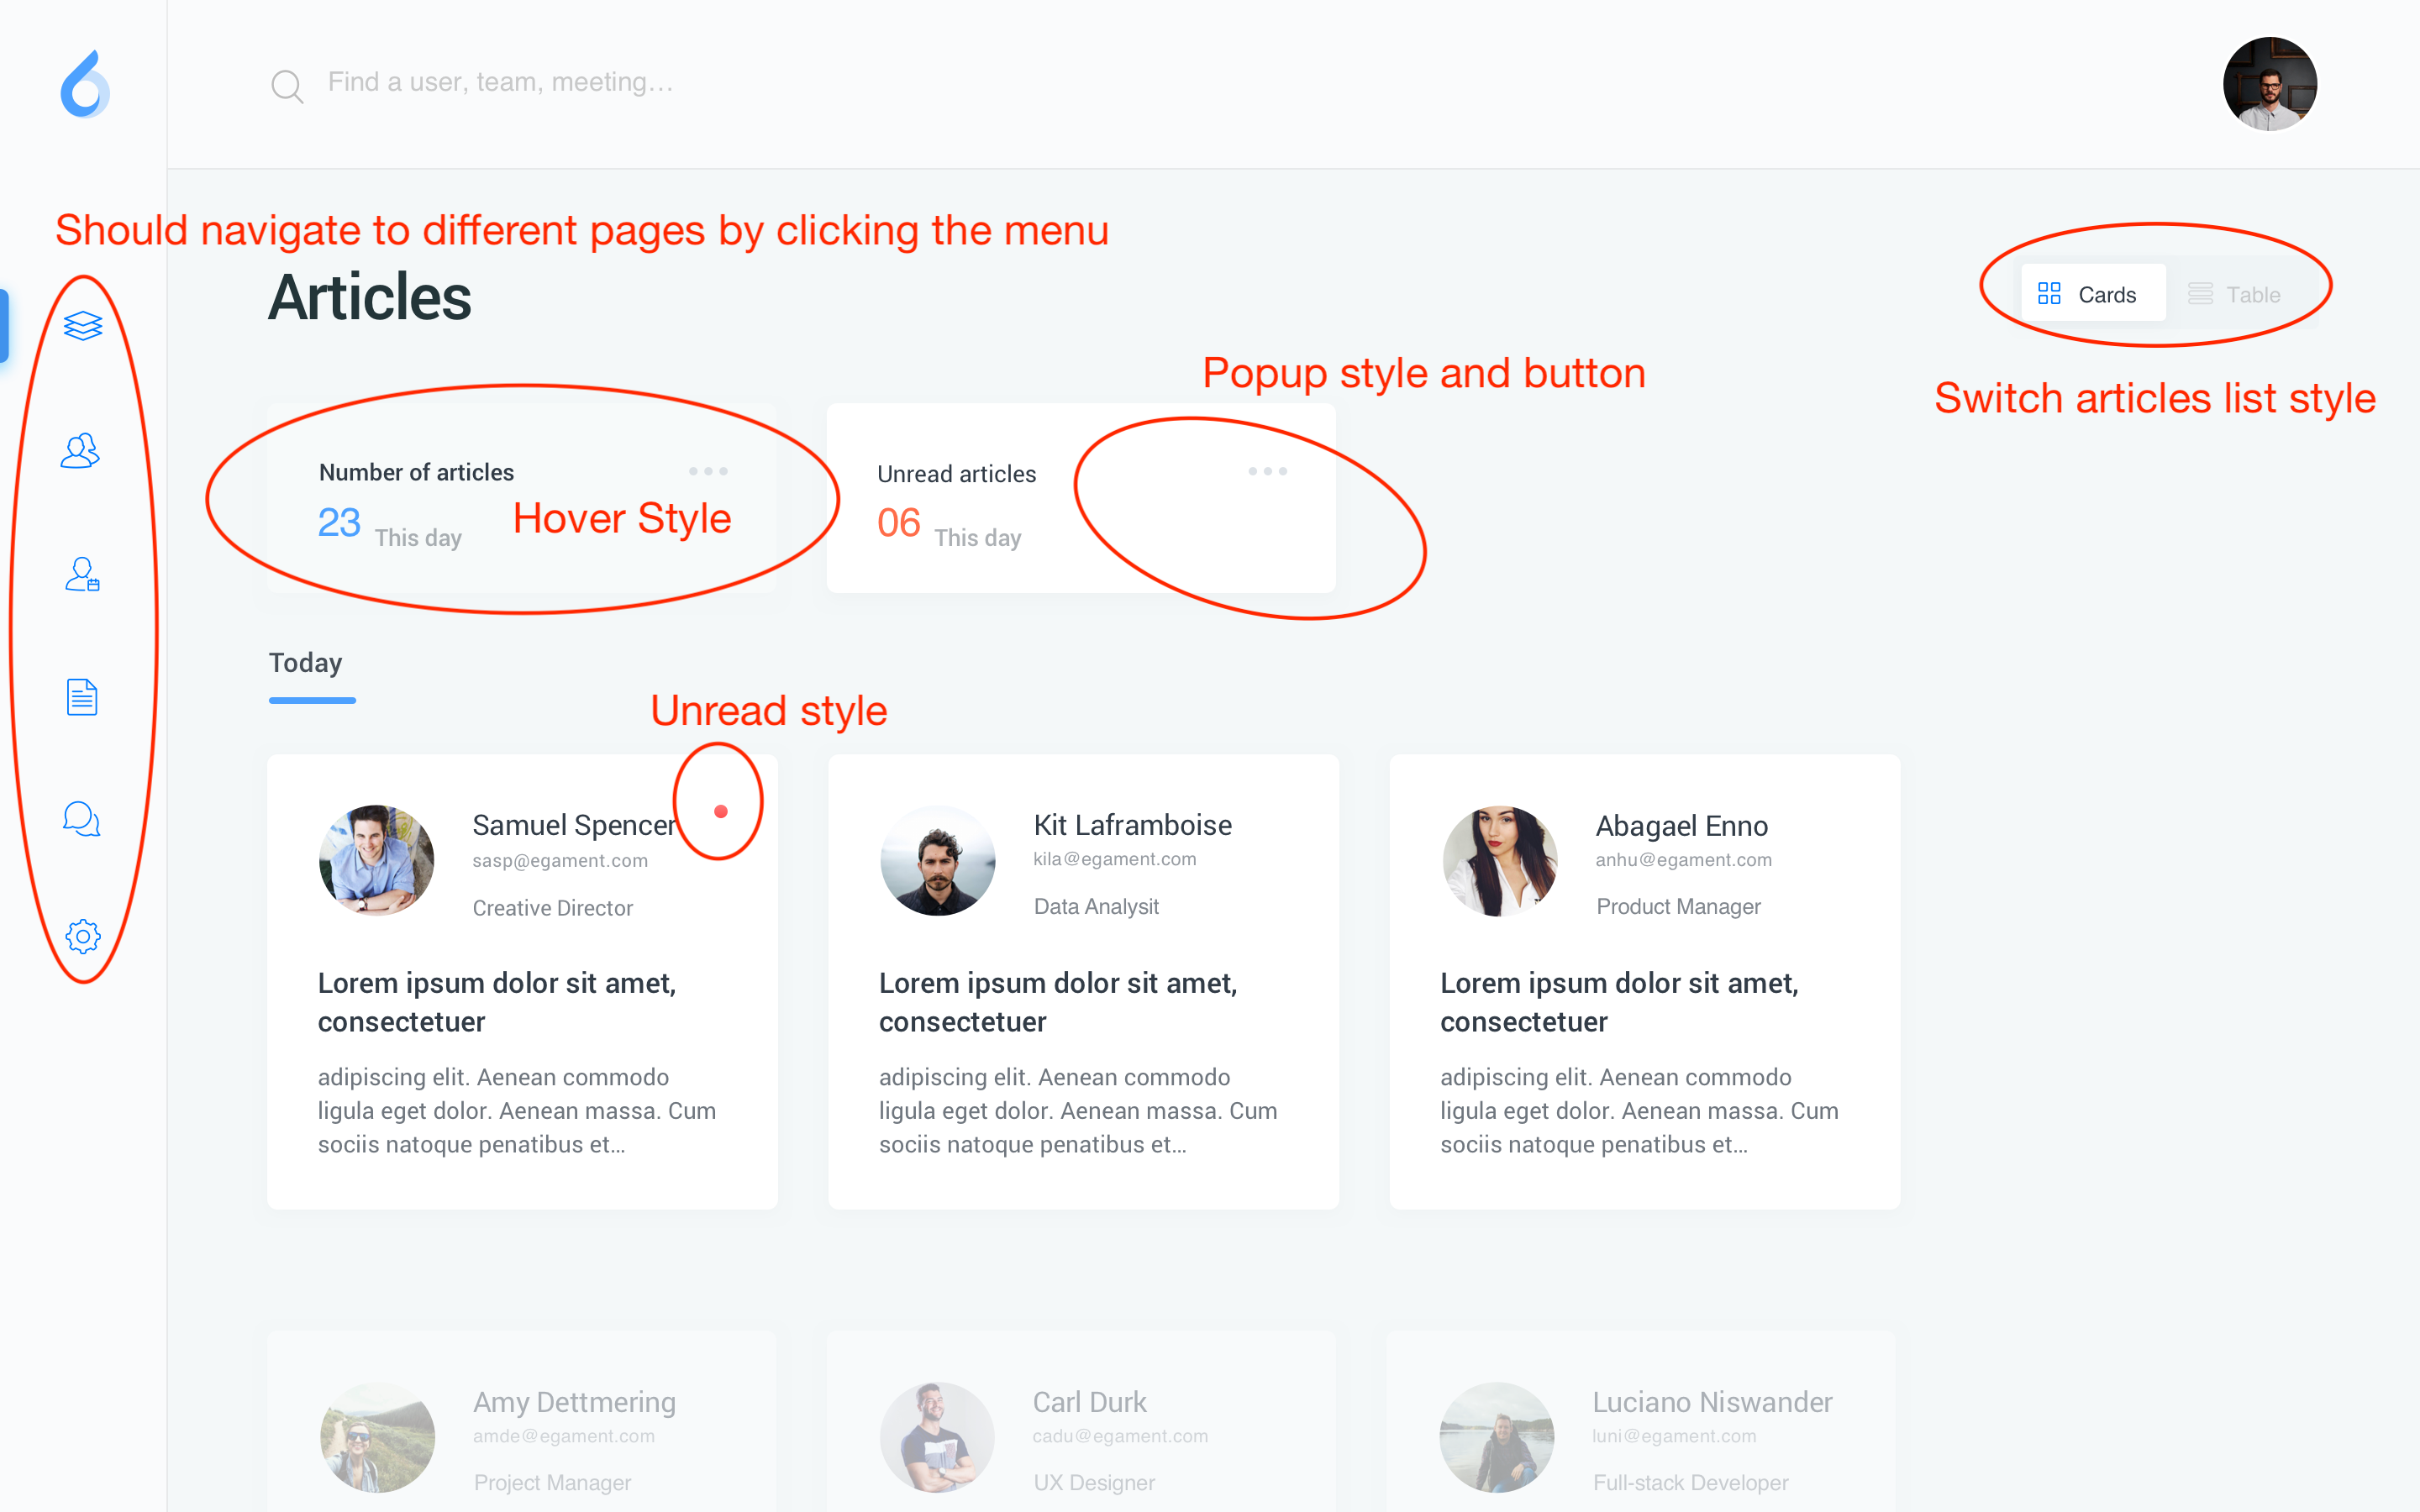 Find a user, team, meeting...
Should navigate to different pages by clicking the menu
Articles
Cards
Table
Popup style and button
Switch articles list style
Number of articles
23 This day
Hover Style
Unread articles
06 This day
Today
Unread style
Samuel Spencer
sasp@egament.com
Creative Director
Lorem ipsum dolor sit amet,
consectetuer
adipiscing elit. Aenean commodo
ligula eget dolor. Aenean massa. Cum
sociis natoque penatibus et...
Kit Laframboise
kila@egament.com
Data Analysit
Lorem ipsum dolor sit amet,
consectetuer
adipiscing elit. Aenean commodo
ligula eget dolor. Aenean massa. Cum
sociis natoque penatibus et...
Abagael Enno
anhu@egament.com
Product Manager
Lorem ipsum dolor sit amet,
consectetuer
adipiscing elit. Aenean commodo
ligula eget dolor. Aenean massa. Cum
sociis natoque penatibus et...
Amy Dettmering
amde@egament.com
Project Manager
Carl Durk
cadu@egament.com
UX Designer
Luciano Niswander
luni@egament.com
Full-stack Developer